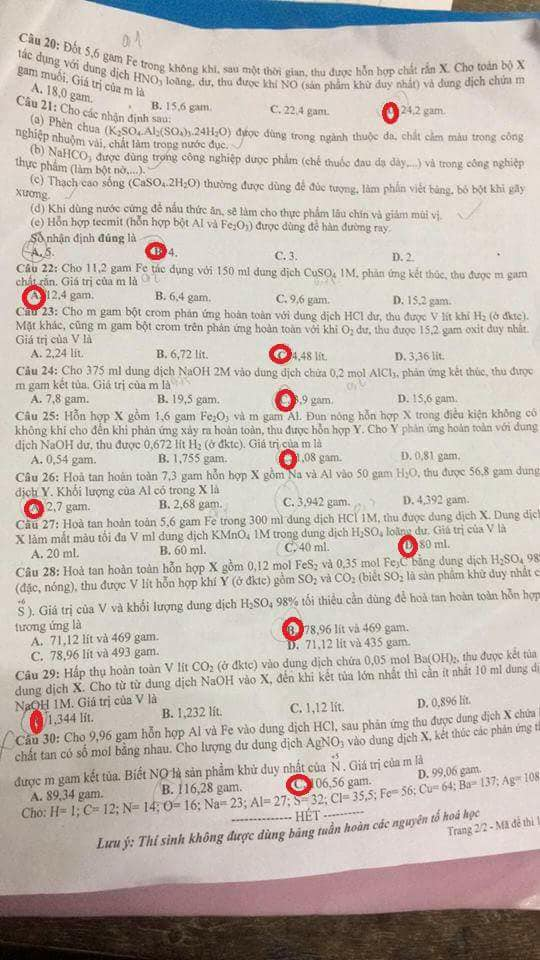 0,1
Câu 20: Đốt 5,6 gam Fe trong không khí, sau một thời gian, thu được hỗn hợp chất rắn X. Cho toàn bộ X
tác dụng với dung dịch HNO₃ loãng, dư, thu được khí NO (sản phẩm khử duy nhất) và dung dịch chứa m
gam muối. Giá trị của m là
A. 18,0 gam. B. 15,6 gam. C. 22,4 gam. 24,2 gam.
Câu 21: Cho các nhận định sau:
(a) Phèn chua (K₂SO₄.Al₂(SO₄)₃.24H₂O) được dùng trong ngành thuộc da, chất cầm màu trong công
nghiệp nhuộm vải, chất làm trong nước đục.
(b) NaHCO₃ được dùng trong công nghiệp dược phẩm (chế thuốc đau dạ dày,...) và trong công nghiệp
thực phẩm (làm bột nở,...).
(c) Thạch cao sống (CaSO₄.2H₂O) thường được dùng để đúc tượng, làm phấn viết bảng, bó bột khi gãy
xương.
(d) Khi dùng nước cứng để nấu thức ăn, sẽ làm cho thực phẩm lâu chín và giảm mùi vị.
(e) Hỗn hợp tecmit (hỗn hợp bột Al và Fe₂O₃) được dùng để hàn đường ray.
Số nhận định đúng là
A. 5. B. 4. C. 3. D. 2.
Câu 22: Cho 11,2 gam Fe tác dụng với 150 ml dung dịch CuSO₄ 1M, phản ứng kết thúc, thu được m gam
chất rắn. Giá trị của m là
A. 12,4 gam. B. 6,4 gam. C. 9,6 gam. D. 15,2 gam.
Câu 23: Cho m gam bột crom phản ứng hoàn toàn với dung dịch HCl dư, thu được V lít khí H₂ (ở đktc).
Mặt khác, cũng m gam bột crom trên phản ứng hoàn toàn với khí O₂ dư, thu được 15,2 gam oxit duy nhất.
Giá trị của V là
A. 2,24 lít. B. 6,72 lít. C. 4,48 lít. D. 3,36 lít.
Câu 24: Cho 375 ml dung dịch NaOH 2M vào dung dịch chứa 0,2 mol AlCl₃, phản ứng kết thúc, thu được
m gam kết tủa. Giá trị của m là
A. 7,8 gam. B. 19,5 gam. ,9 gam. D. 15,6 gam.
Câu 25: Hỗn hợp X gồm 1,6 gam Fe₂O₃ và m gam Al. Đun nóng hỗn hợp X trong điều kiện không có
không khí cho đến khi phản ứng xảy ra hoàn toàn, thu được hỗn hợp Y. Cho Y phản ứng hoàn toàn với dung
dịch NaOH dư, thu được 0,672 lít H₂ (ở đktc). Giá trị của m là
A. 0,54 gam. B. 1,755 gam. 1,08 gam. D. 0,81 gam.
Câu 26: Hoà tan hoàn toàn 7,3 gam hỗn hợp X gồm Na và Al vào 50 gam H₂O, thu được 56,8 gam dung
dịch Y. Khối lượng của Al có trong X là
A. 2,7 gam. B. 2,68 gam. C. 3,942 gam. D. 4,392 gam.
Câu 27: Hoà tan hoàn toàn 5,6 gam Fe trong 300 ml dung dịch HCl 1M, thu được dung dịch X. Dung dịch
X làm mất màu tối đa V ml dung dịch KMnO₄ 1M trong dung dịch H₂SO₄ loãng dư. Giá trị của V là
A. 20 ml. B. 60 ml. C. 40 ml. D. 80 ml.
Câu 28: Hoà tan hoàn toàn hỗn hợp X gồm 0,12 mol FeS₂ và 0,35 mol Fe₃C bằng dung dịch H₂SO₄ 98%
(đặc, nóng), thu được V lít hỗn hợp khí Y (ở đktc) gồm SO₂ và CO₂ (biết SO₂ là sản phẩm khử duy nhất c
+6
S ). Giá trị của V và khối lượng dung dịch H₂SO₄ 98% tối thiểu cần dùng để hoà tan hoàn toàn hỗn hợp
tương ứng là
A. 71,12 lít và 469 gam. B. 78,96 lít và 469 gam.
C. 78,96 lít và 493 gam. D. 71,12 lít và 435 gam.
Câu 29: Hấp thụ hoàn toàn V lít CO₂ (ở đktc) vào dung dịch chứa 0,05 mol Ba(OH)₂, thu được kết tủa
dung dịch X. Cho từ từ dung dịch NaOH vào X, đến khi kết tủa lớn nhất thì cần ít nhất 10 ml dung dị
NaOH 1M. Giá trị của V là
1,344 lít. B. 1,232 lít. C. 1,12 lít. D. 0,896 lít.
Câu 30: Cho 9,96 gam hỗn hợp Al và Fe vào dung dịch HCl, sau phản ứng thu được dung dịch X chứa
chất tan có số mol bằng nhau. Cho lượng dư dung dịch AgNO₃ vào dung dịch X, kết thúc các phản ứng t
+5
được m gam kết tủa. Biết NO là sản phẩm khử duy nhất của N . Giá trị của m là
A. 89,34 gam. B. 116,28 gam. C. 106,56 gam. D. 99,06 gam.
Cho: H= 1; C= 12; N= 14; O= 16; Na= 23; Al= 27; S= 32; Cl= 35,5; Fe= 56; Cu= 64; Ba= 137; Ag= 108
-------------- HẾT ----------
Lưu ý: Thí sinh không được dùng bảng tuần hoàn các nguyên tố hoá học
Trang 2/2 - Mã đề thi 1